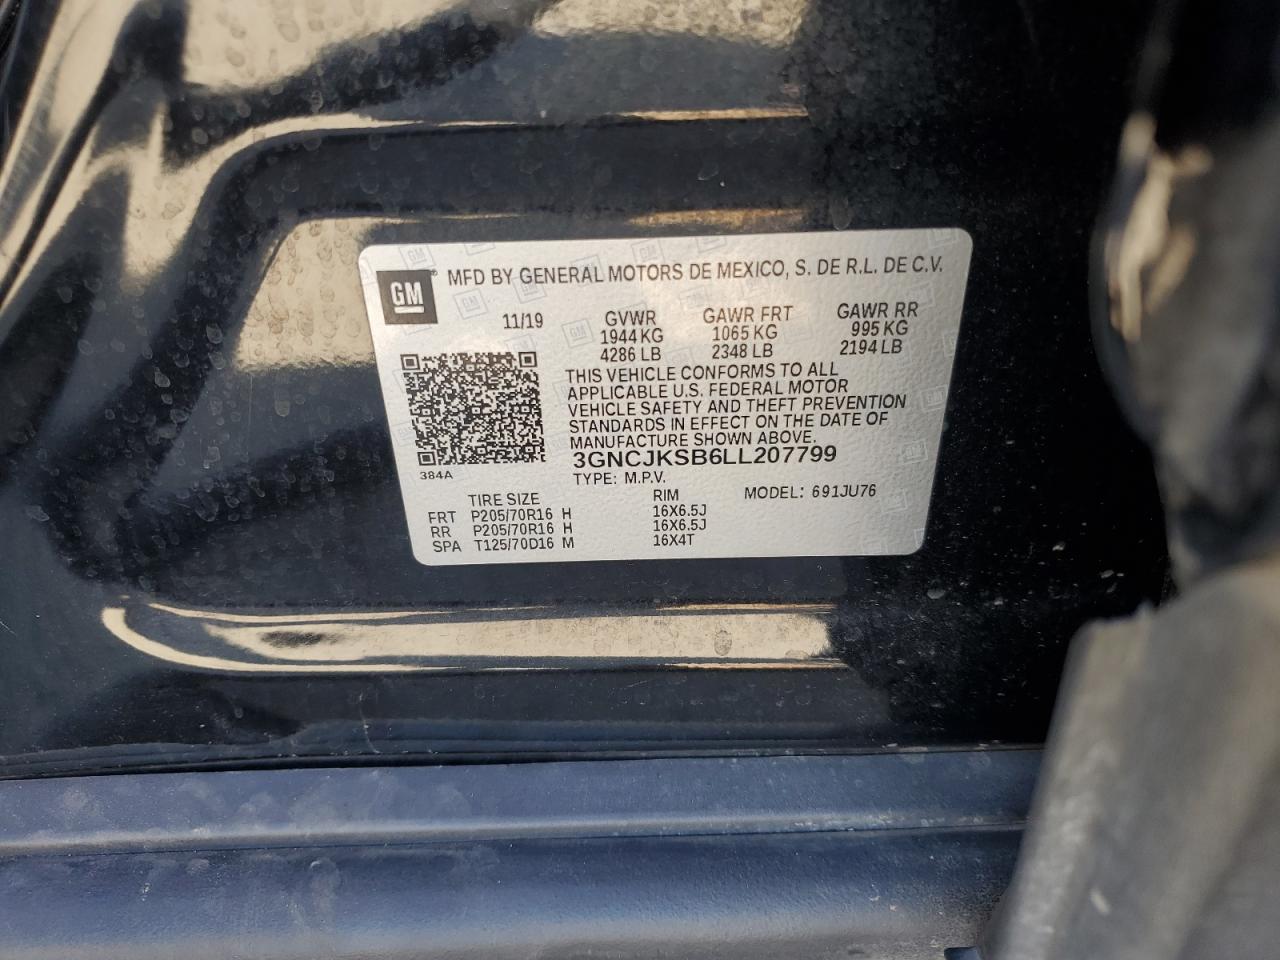 GM MFD BY GENERAL MOTORS DE MEXICO, S. DE R.L. DE C.V.
11/19 GVWR GAWR FRT GAWR RR
1944 KG 1065 KG 995 KG
4286 LB 2348 LB 2194 LB
THIS VEHICLE CONFORMS TO ALL
APPLICABLE U.S. FEDERAL MOTOR
VEHICLE SAFETY AND THEFT PREVENTION
STANDARDS IN EFFECT ON THE DATE OF
MANUFACTURE SHOWN ABOVE.
3GNCJKSB6LL207799
384A TYPE: M.P.V.
TIRE SIZE RIM MODEL: 691JU76
FRT P205/70R16 H 16X6.5J
RR P205/70R16 H 16X6.5J
SPA T125/70D16 M 16X4T